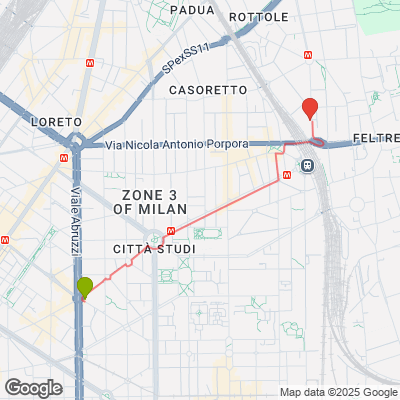 PADUA
ROTTOLE
SPexSS11
CASORETTO
LORETO
Via Nicola Antonio Porpora
FELTRE
Viale Abruzzi
ZONE 3
OF MILAN
CITTÀ STUDI
M
M
M
M
M
M
Google
Map data ©2025 Google